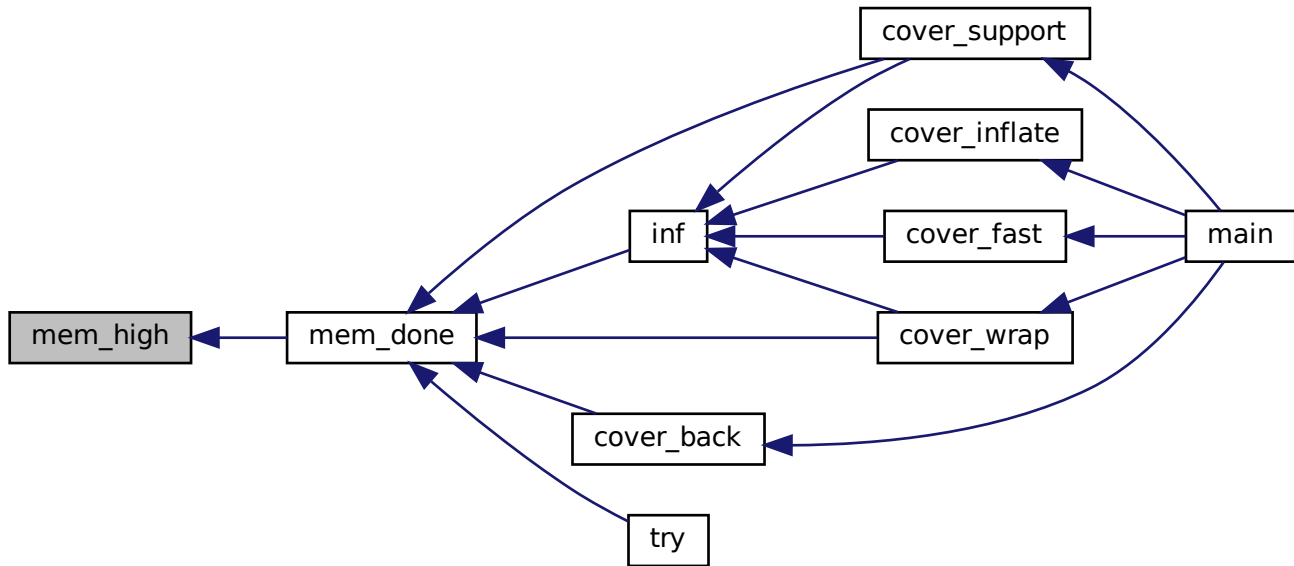 cover_support
cover_inflate
inf
cover_fast
main
mem_high
mem_done
cover_wrap
cover_back
try